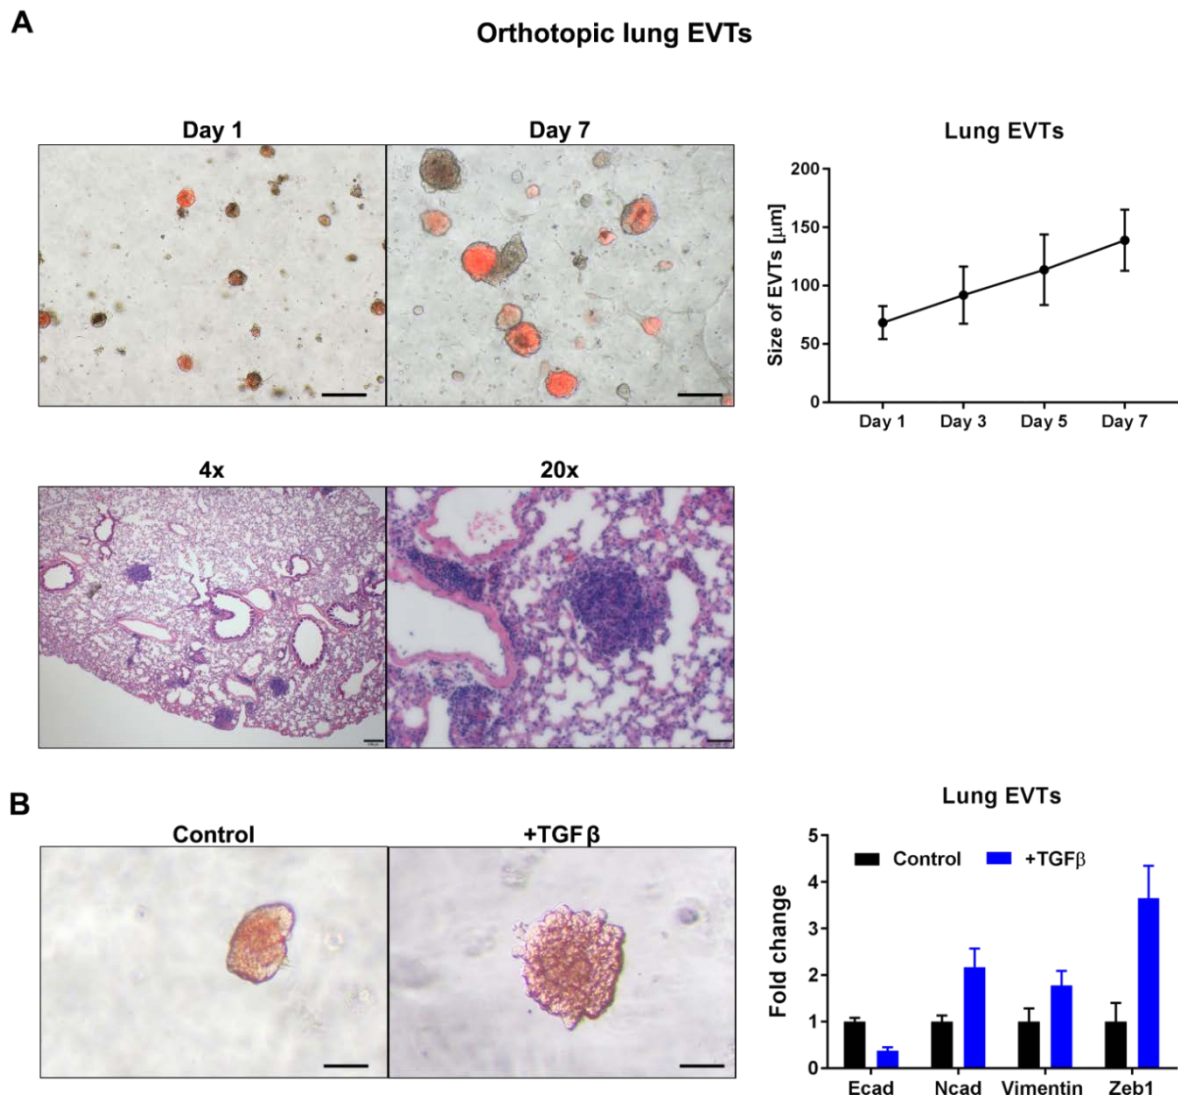 A
Orthotopic lung EVTs
Day 1
Day 7
Lung EVTs
Size of EVTs [µm]
200
150
100
50
0
Day 1
Day 3
Day 5
Day 7
4x
20x
B
Control
+TGFβ
Lung EVTs
Fold change
5
4
3
2
1
0
Control
+TGFβ
Ecad
Ncad
Vimentin
Zeb1